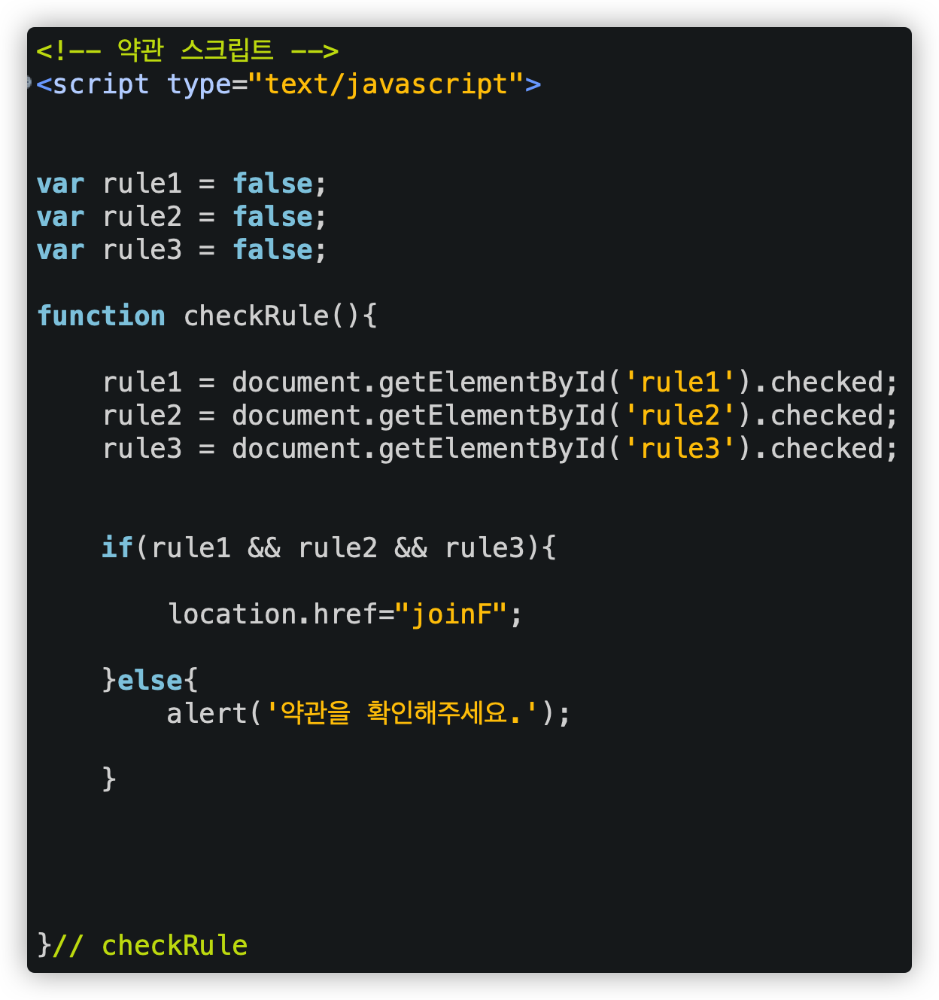 <!-- 약관 스크립트 -->
<script type="text/javascript">
var rule1 = false;
var rule2 = false;
var rule3 = false;
function checkRule(){
    rule1 = document.getElementById('rule1').checked;
    rule2 = document.getElementById('rule2').checked;
    rule3 = document.getElementById('rule3').checked;
    if(rule1 && rule2 && rule3){
        location.href="joinF";
    }else{
        alert('약관을 확인해주세요.');
    }
}// checkRule